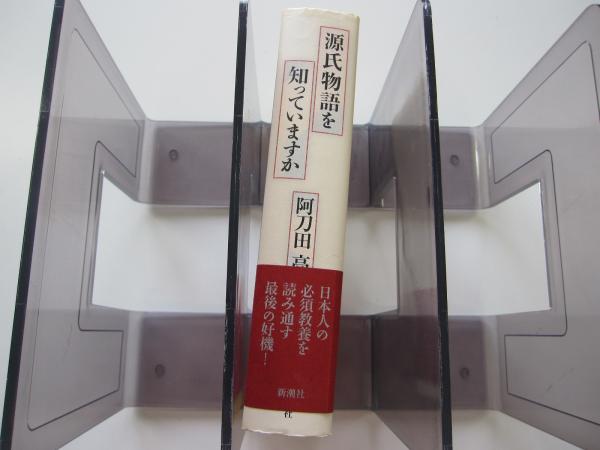 源氏物語を
知っていますか
阿刀田 高
日本人の
必須教養を
読み通す
最後の好機!
新潮社
社